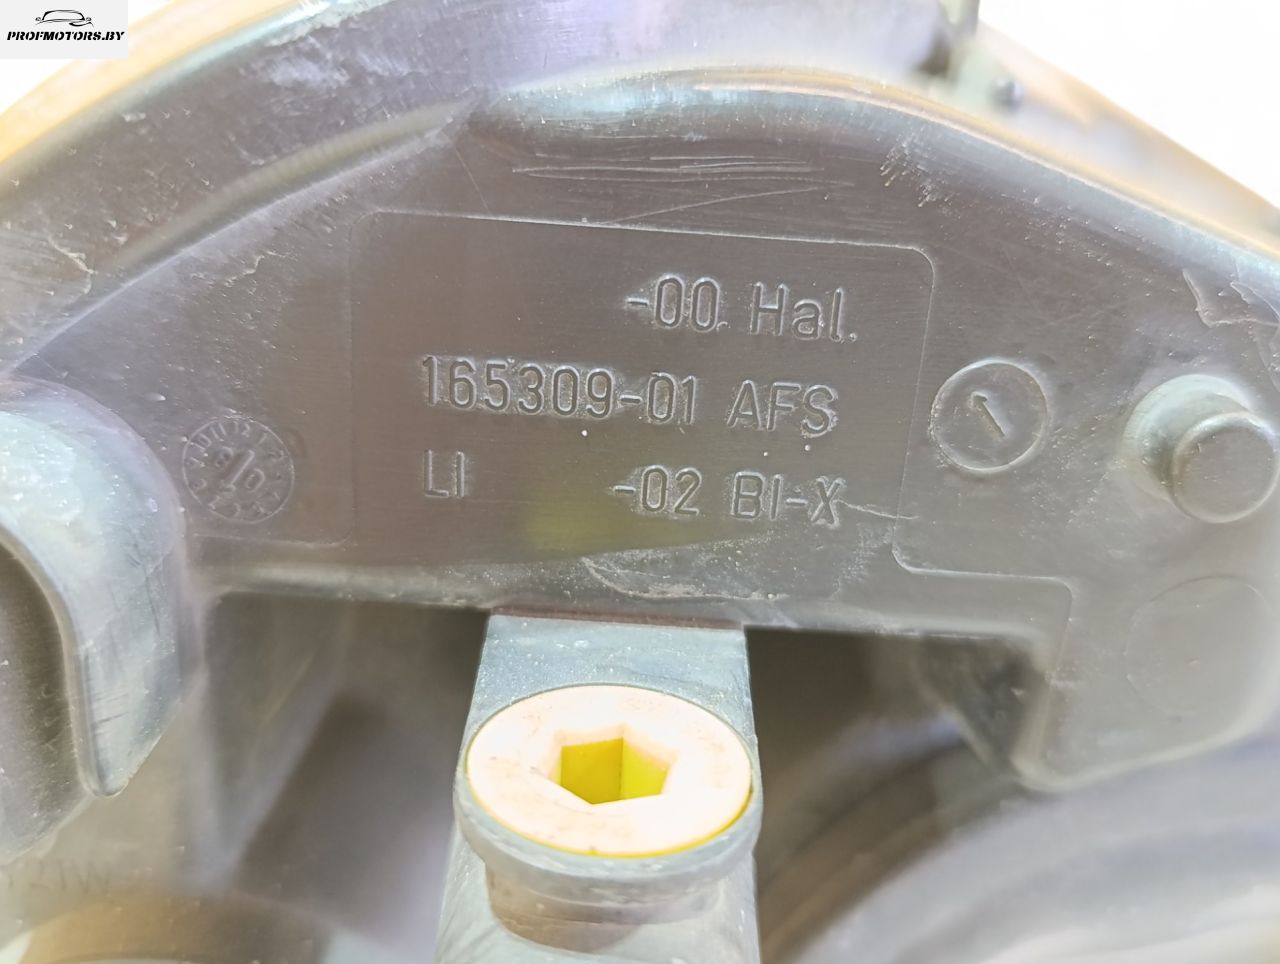 PROFMOTORS.BY
-00 Hal.
165309-01 AFS
LI -02 BI-X